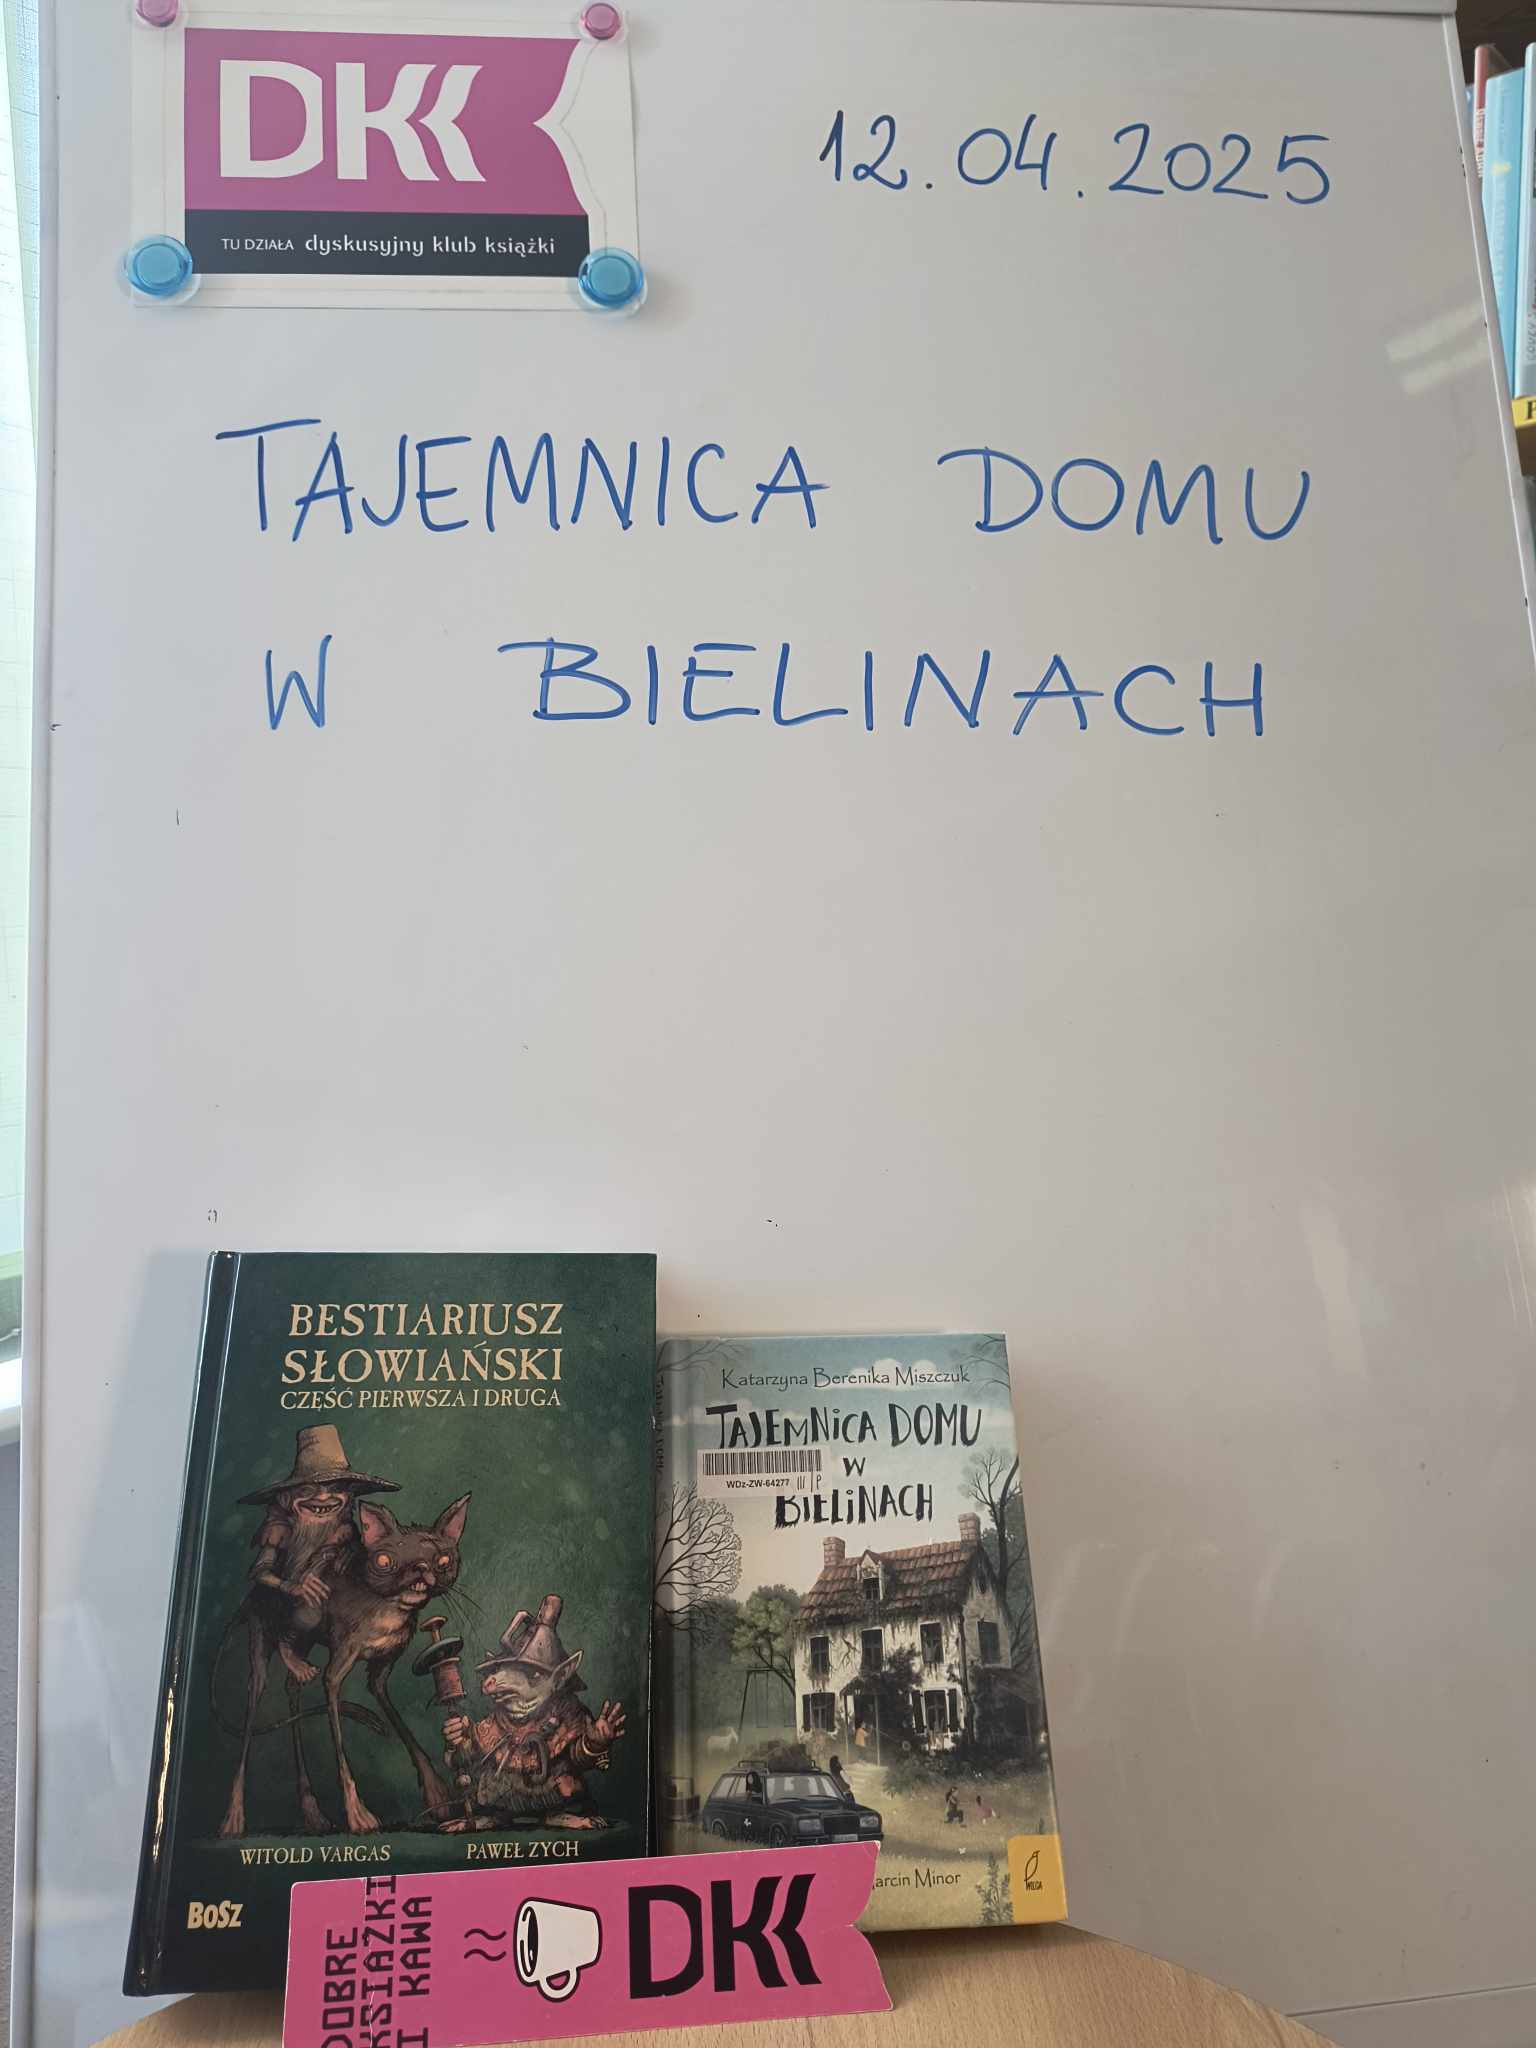 DKK
TU DZIAŁA dyskusyjny klub książki
12.04.2025
TAJEMNICA DOMU
W BIELINACH
BESTIARIUSZ
SŁOWIAŃSKI
CZĘŚĆ PIERWSZA I DRUGA
WITOLD VARGAS PAWEŁ ZYCH
BOSZ
Katarzyna Berenika Miszczuk
TAJEMNICA DOMU
W
BIELINACH
WDz-ZW-64277
Marcin Minor
WILGA
DOBRE
KSIĄŻKI
I KAWA
DKK